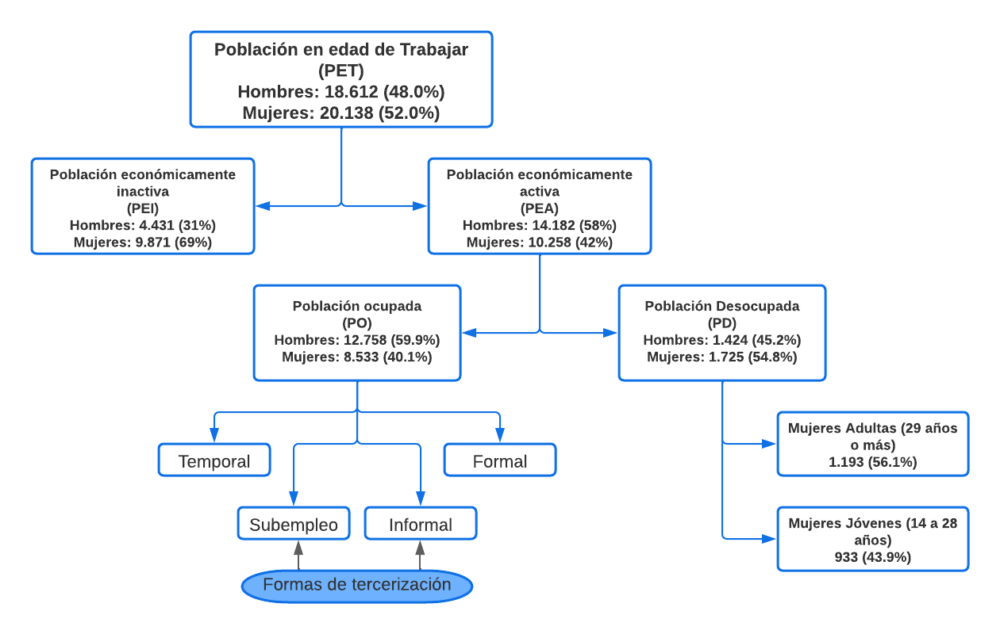 Población en edad de Trabajar
(PET)
Hombres: 18.612 (48.0%)
Mujeres: 20.138 (52.0%)
Población económicamente
inactiva
(PEI)
Hombres: 4.431 (31%)
Mujeres: 9.871 (69%)
Población económicamente
activa
(PEA)
Hombres: 14.182 (58%)
Mujeres: 10.258 (42%)
Población ocupada
(PO)
Hombres: 12.758 (59.9%)
Mujeres: 8.533 (40.1%)
Población Desocupada
(PD)
Hombres: 1.424 (45.2%)
Mujeres: 1.725 (54.8%)
Temporal
Formal
Mujeres Adultas (29 años
o más)
1.193 (56.1%)
Subempleo
Informal
Mujeres Jóvenes (14 a 28
años)
933 (43.9%)
Formas de tercerización